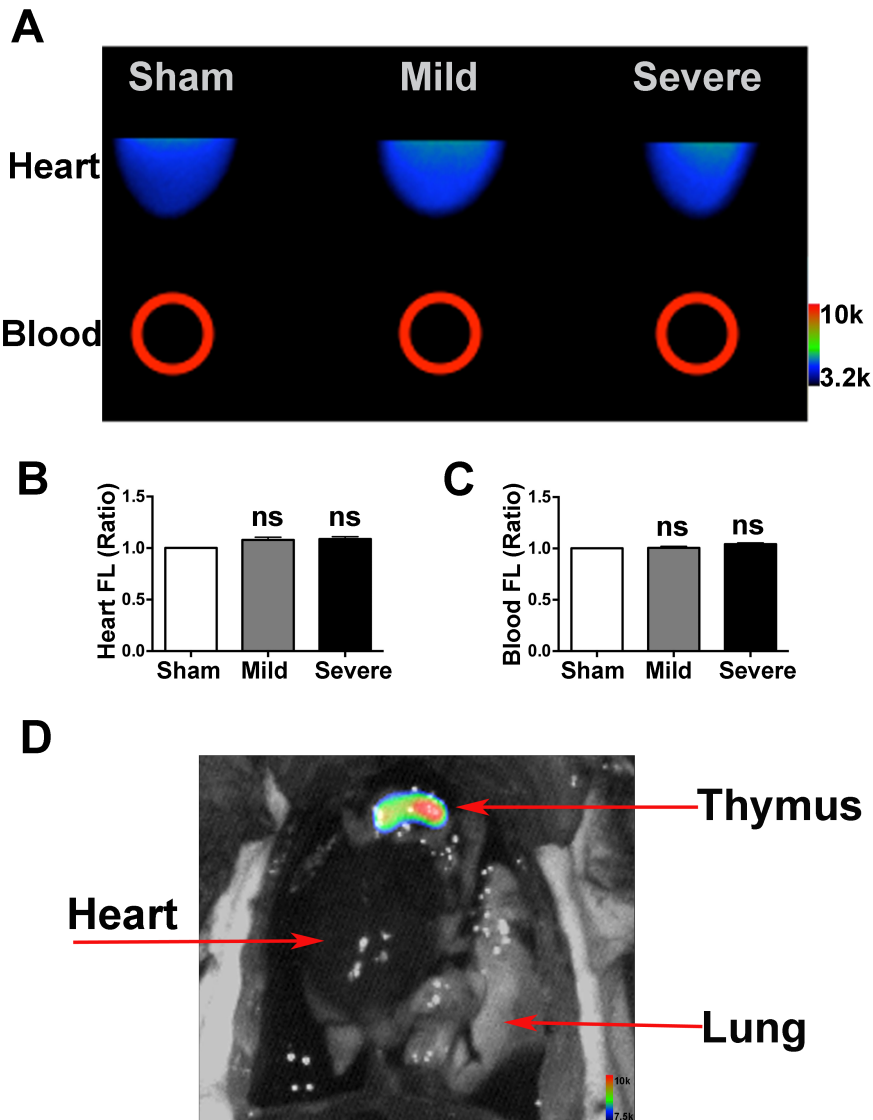 A
Sham Mild Severe
Heart
Blood
10k
3.2k
B
Heart FL (Ratio)
1.5
1.0
0.5
0.0
ns ns
Sham Mild Severe
C
Blood FL (Ratio)
1.5
1.0
0.5
0.0
ns ns
Sham Mild Severe
D
Thymus
Heart
Lung
10k
7.5k